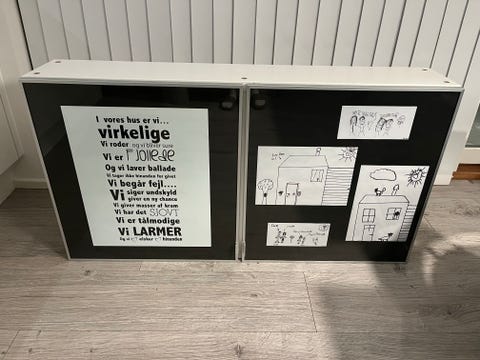 I vores hus er vi...
virkelige
Vi roder og vi bliver sure
Vi er Fjollede
Og vi laver ballade
Vi tager ikke hinanden for givet
Vi begår fejl....
Vi siger undskyld
giver en ny chance
Vi giver masser af kram
Vi har det SJOVT
Vi er tålmodige
Vi LARMER
Og vi elsker hinanden